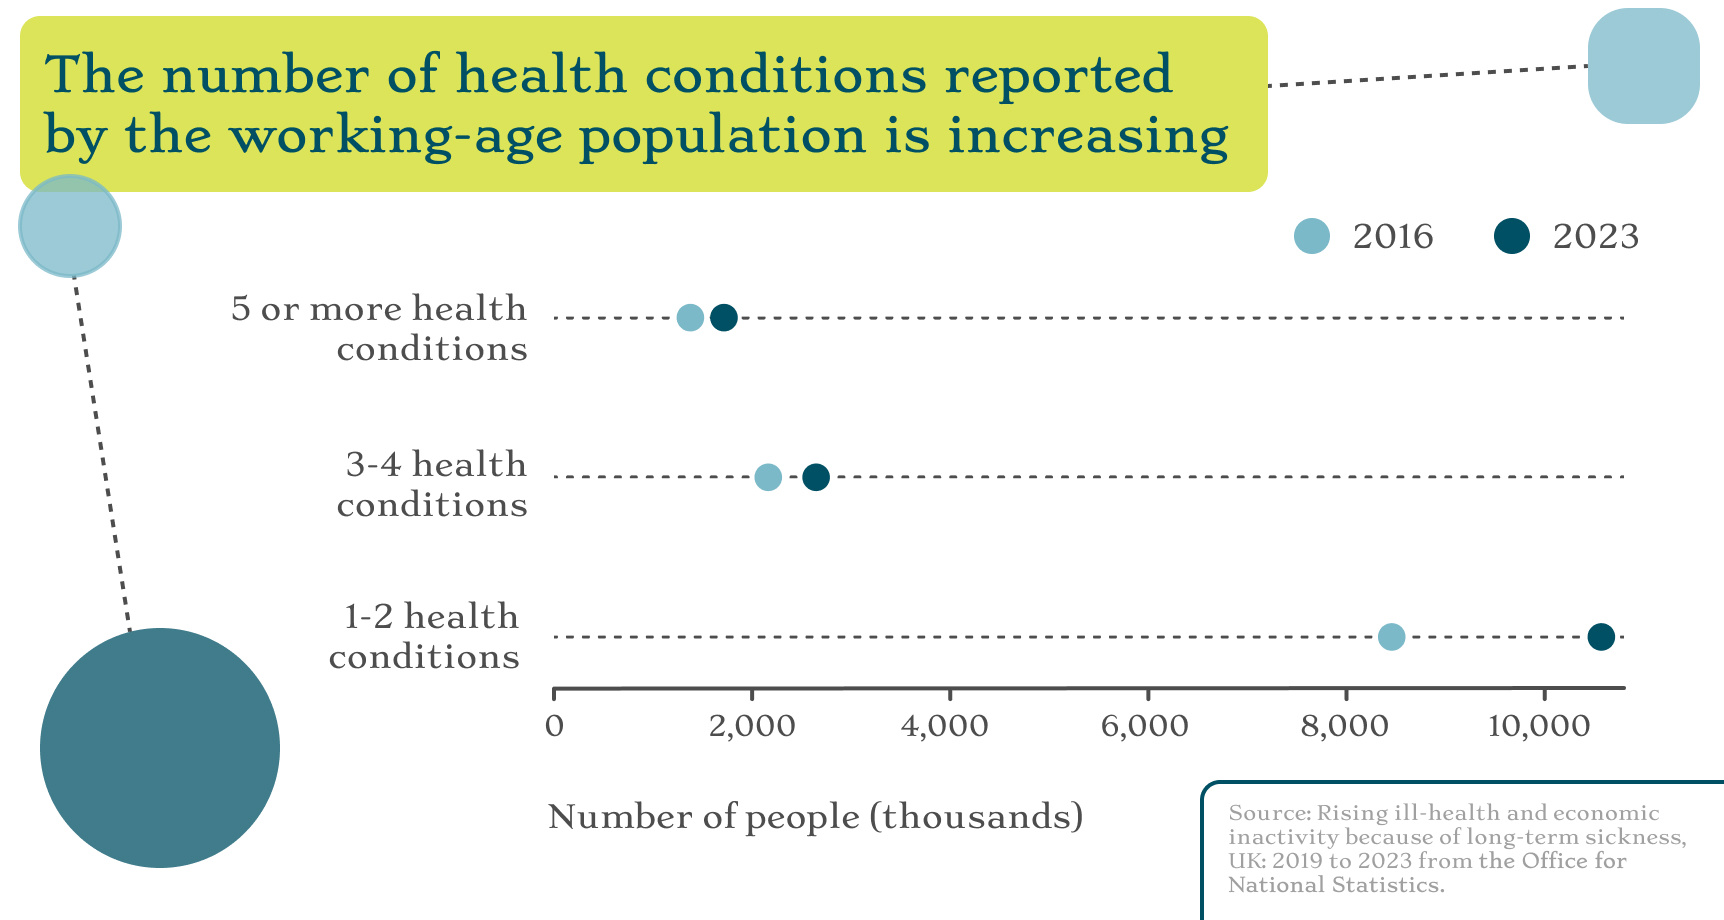 The number of health conditions reported
by the working-age population is increasing
2016
2023
5 or more health
conditions
3-4 health
conditions
1-2 health
conditions
0 2,000 4,000 6,000 8,000 10,000
Number of people (thousands)
Source: Rising ill-health and economic
inactivity because of long-term sickness,
UK: 2019 to 2023 from the Office for
National Statistics.